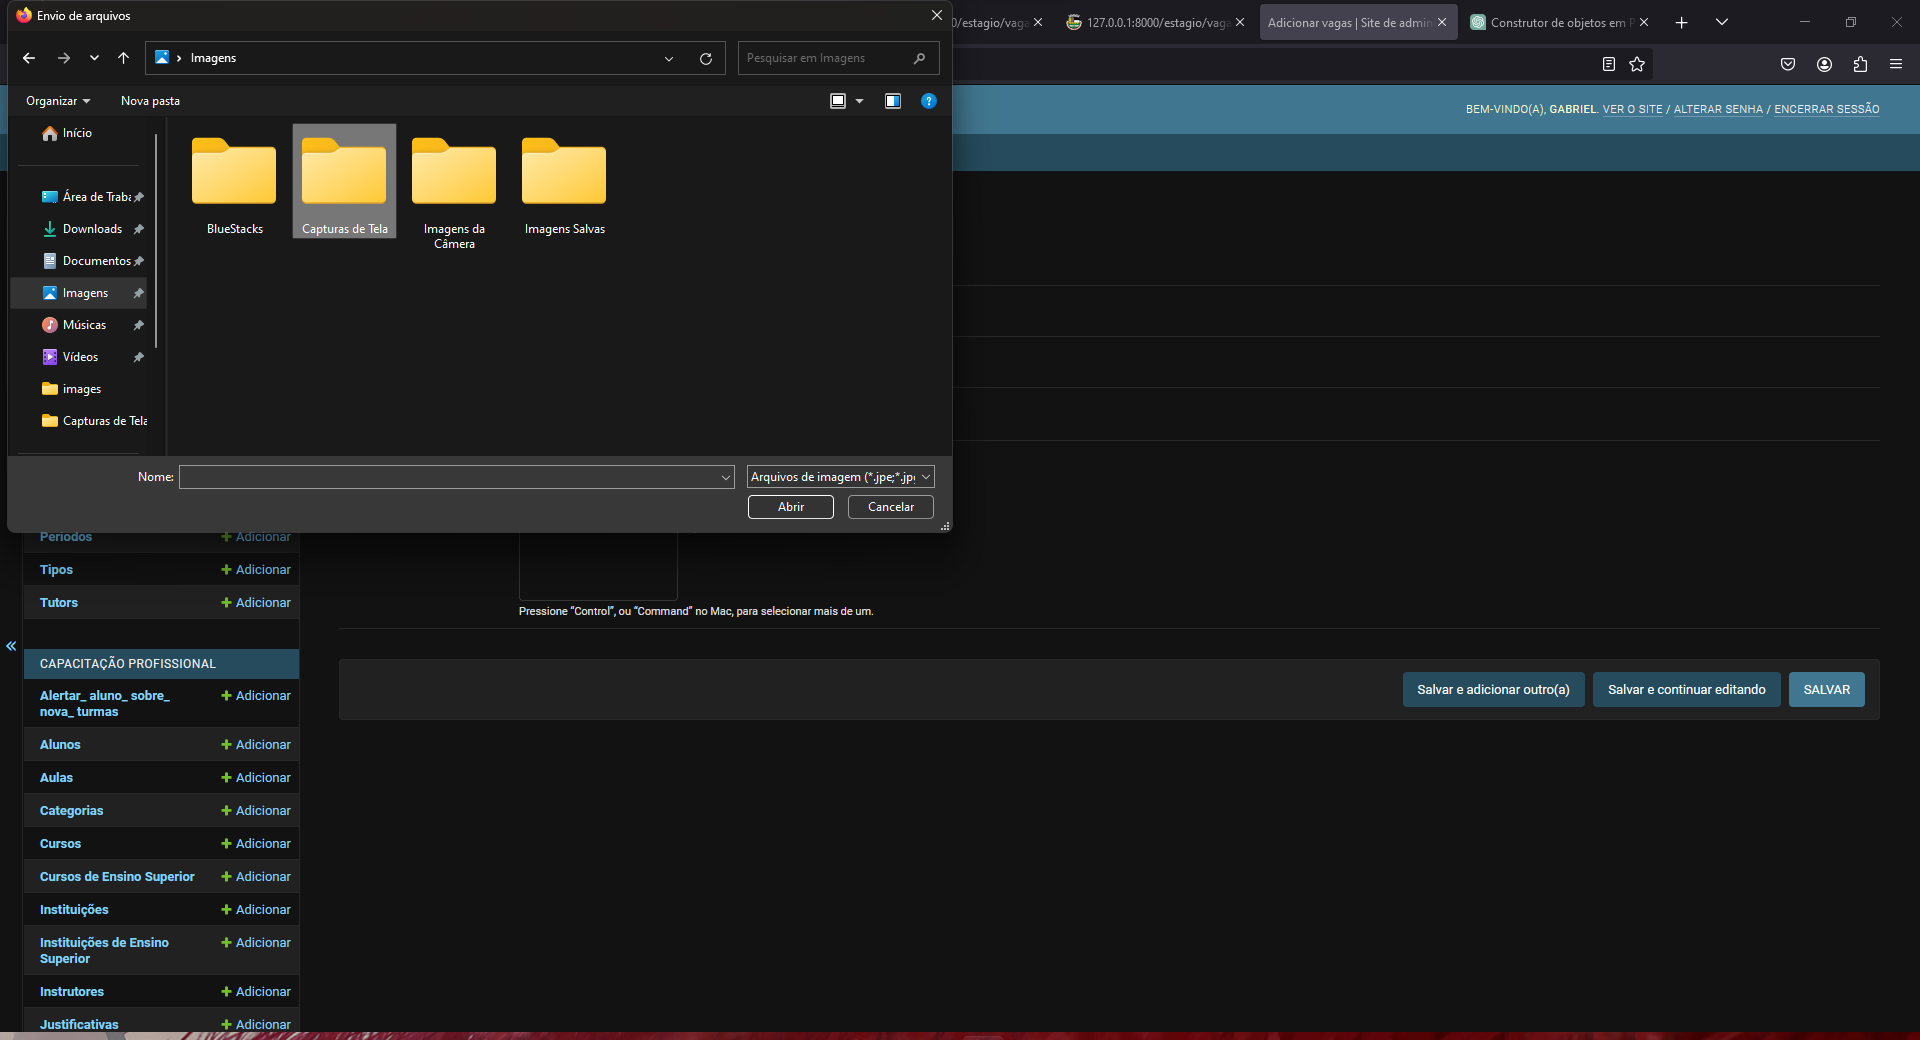 Envio de arquivos
0/estagio/vaga
127.0.0.1:8000/estagio/vaga
Adicionar vagas | Site de admin
Construtor de objetos em P
Imagens
Pesquisar em Imagens
Organizar
Nova pasta
BEM-VINDO(A), GABRIEL. VER O SITE / ALTERAR SENHA / ENCERRAR SESSÃO
Início
Área de Traba
Downloads
Documentos
Imagens
Músicas
Vídeos
images
Capturas de Tela
BlueStacks
Capturas de Tela
Imagens da
Câmera
Imagens Salvas
Nome:
Arquivos de imagem (*.jpe;*.jpg
Abrir
Cancelar
Períodos
Adicionar
Tipos
Adicionar
Tutors
Adicionar
Pressione “Control”, ou “Command” no Mac, para selecionar mais de um.
CAPACITAÇÃO PROFISSIONAL
Alertar_ aluno_ sobre_
nova_ turmas
Adicionar
Alunos
Adicionar
Aulas
Adicionar
Categorias
Adicionar
Cursos
Adicionar
Cursos de Ensino Superior
Adicionar
Instituições
Adicionar
Instituições de Ensino
Superior
Adicionar
Instrutores
Adicionar
Justificativas
Adicionar
Salvar e adicionar outro(a)
Salvar e continuar editando
SALVAR